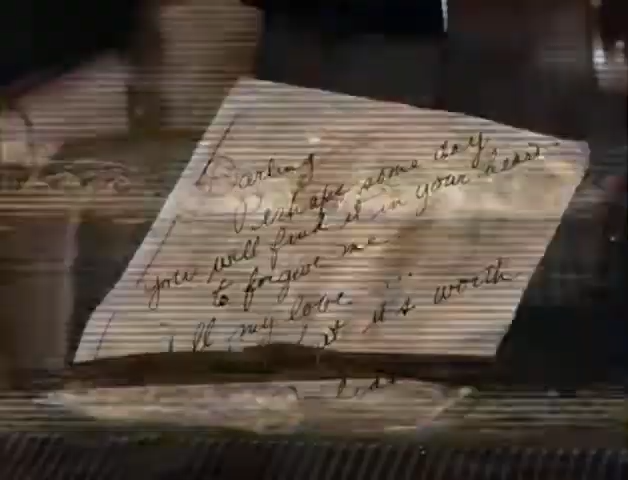 Darling
Perhaps some day
you will find it in your heart
to forgive me
All my love ...
at it's worth